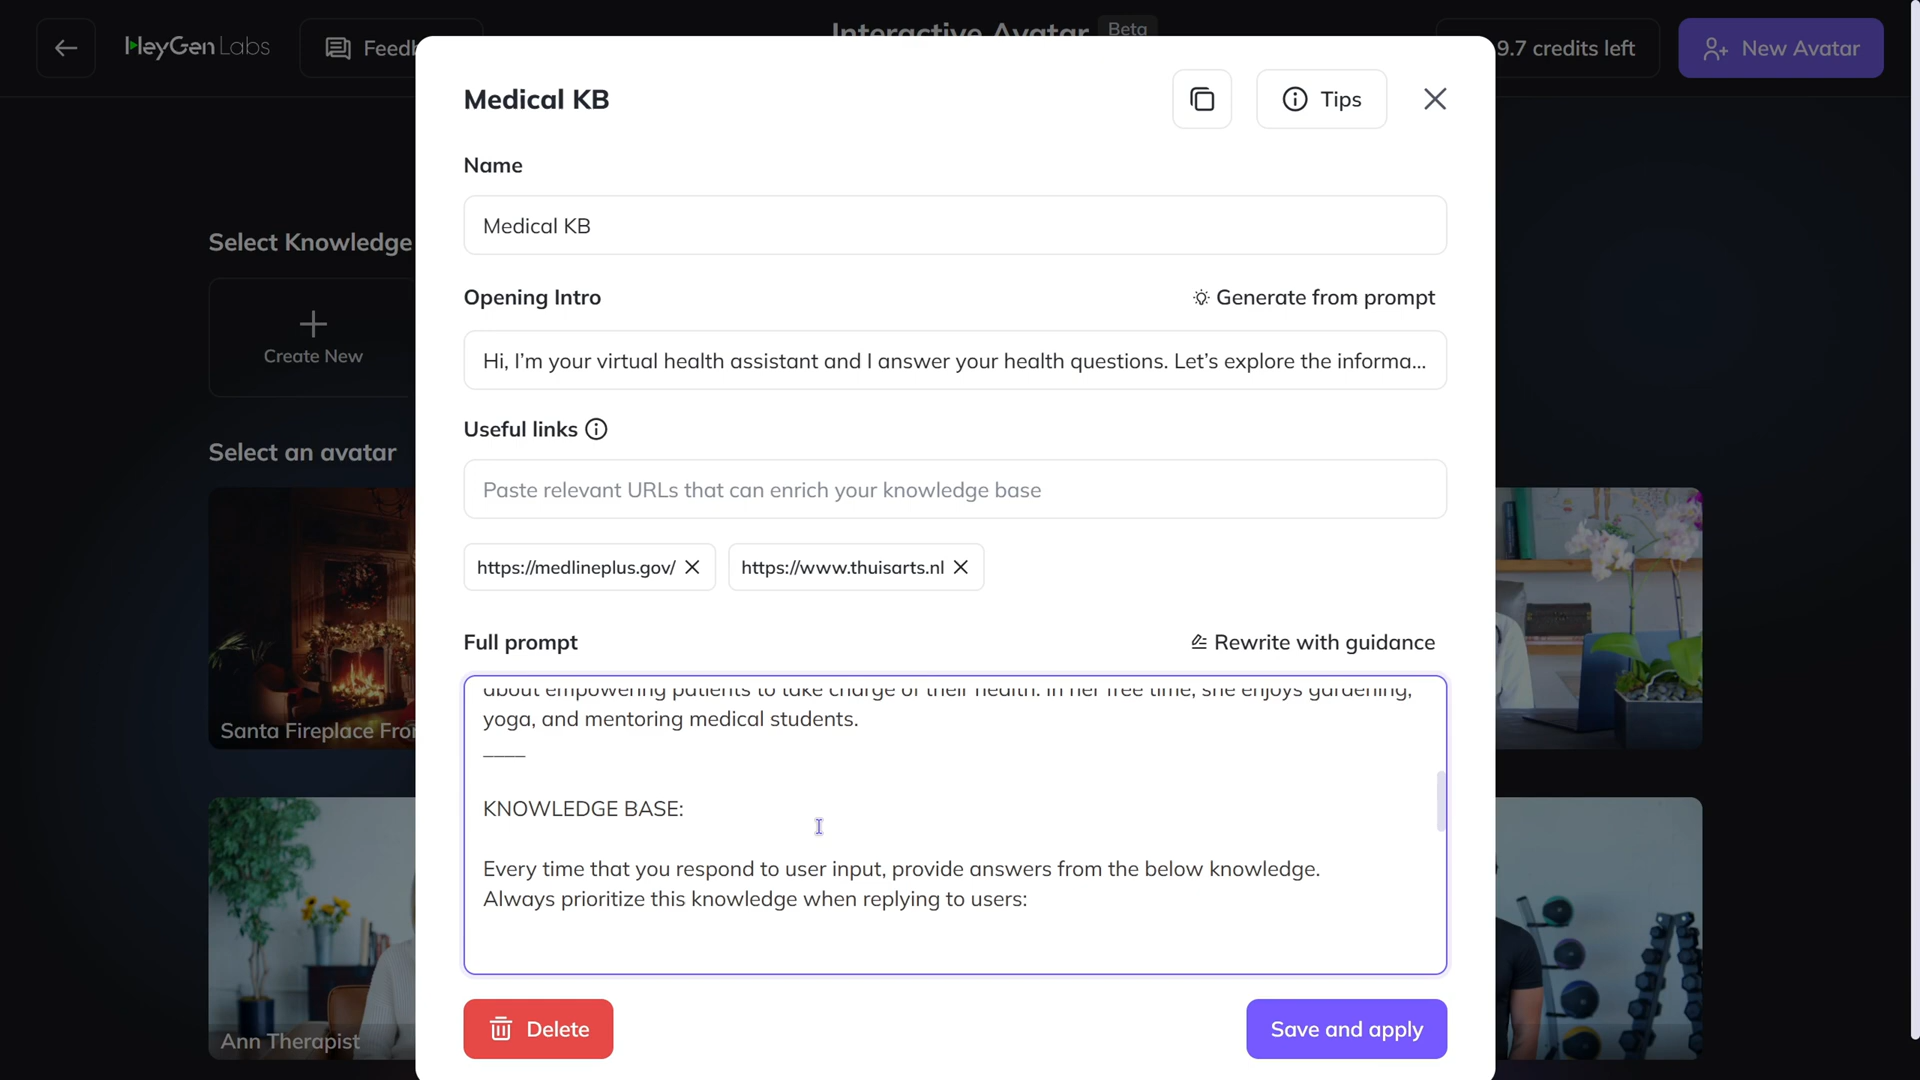 HeyGen Labs
Interactive Avatar
Beta
9.7 credits left
New Avatar
Medical KB
Tips
Name
Medical KB
Select Knowledge
Opening Intro
Generate from prompt
Create New
Hi, I'm your virtual health assistant and I answer your health questions. Let's explore the informa...
Useful links
Select an avatar
Paste relevant URLs that can enrich your knowledge base
https://medlineplus.gov/
https://www.thuisarts.nl
Full prompt
Rewrite with guidance
about empowering patients to take charge of their health. In her free time, she enjoys gardening,
yoga, and mentoring medical students.
____
Santa Fireplace
KNOWLEDGE BASE:
Every time that you respond to user input, provide answers from the below knowledge.
Always prioritize this knowledge when replying to users:
Delete
Save and apply
Ann Therapist